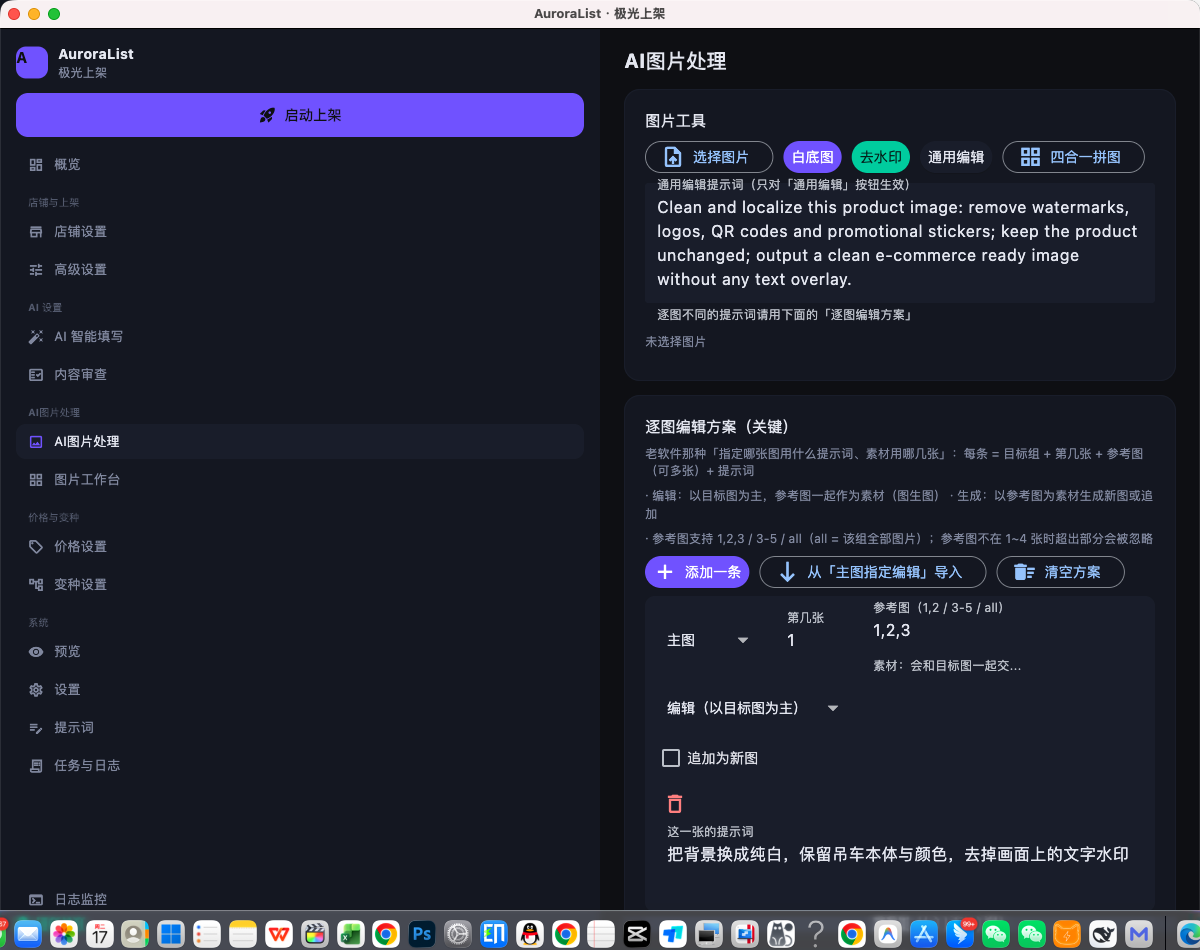 AuroraList · 极光上架
A
AuroraList
极光上架
启动上架
概览
店铺与上架
店铺设置
高级设置
AI 设置
AI 智能填写
内容审查
AI图片处理
AI图片处理
图片工作台
价格与变种
价格设置
变种设置
系统
预览
设置
提示词
任务与日志
日志监控
AI图片处理
图片工具
选择图片 白底图 去水印 通用编辑 四合一拼图
通用编辑提示词（只对「通用编辑」按钮生效）
Clean and localize this product image: remove watermarks,
logos, QR codes and promotional stickers; keep the product
unchanged; output a clean e-commerce ready image
without any text overlay.
逐图不同的提示词请用下面的「逐图编辑方案」
未选择图片
逐图编辑方案（关键）
老软件那种「指定哪张图用什么提示词、素材用哪几张」：每条 = 目标组 + 第几张 + 参考图
（可多张）+ 提示词
· 编辑：以目标图为主，参考图一起作为素材（图生图） · 生成：以参考图为素材生成新图或追
加
· 参考图支持 1,2,3 / 3-5 / all（all = 该组全部图片）；参考图不在 1~4 张时超出部分会被忽略
添加一条 从「主图指定编辑」导入 清空方案
主图
第几张
1
参考图（1,2 / 3-5 / all）
1,2,3
素材：会和目标图一起交...
编辑（以目标图为主）
追加为新图
这一张的提示词
把背景换成纯白，保留吊车本体与颜色，去掉画面上的文字水印
17
Ps
99+